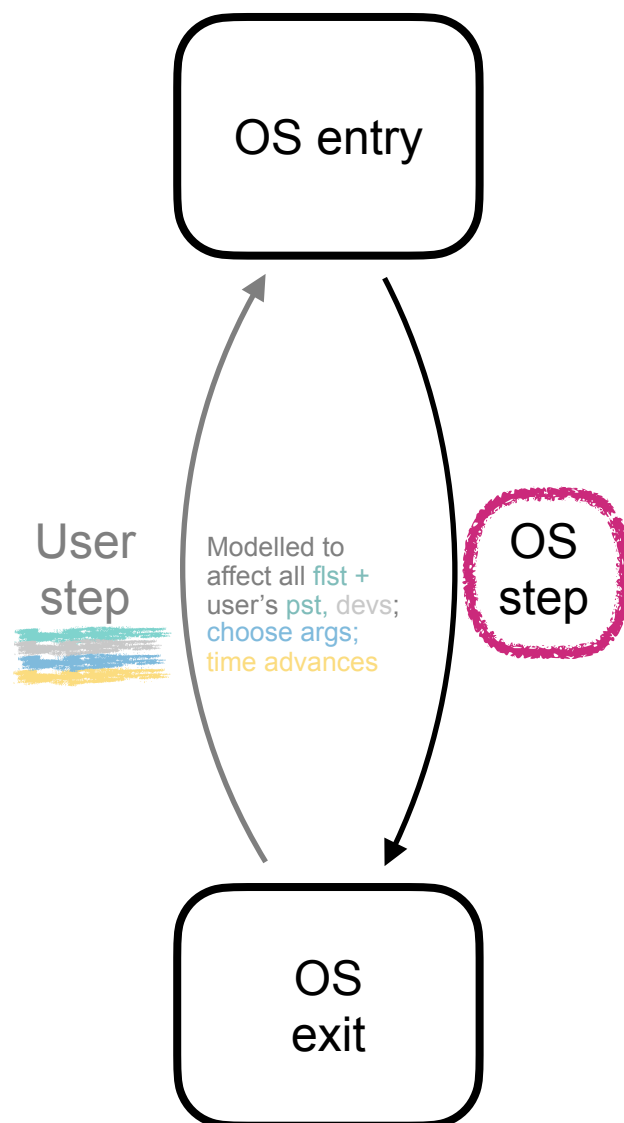 OS entry
User
step
Modelled to
affect all flst +
user's pst, devs;
choose args;
time advances
OS
step
OS
exit